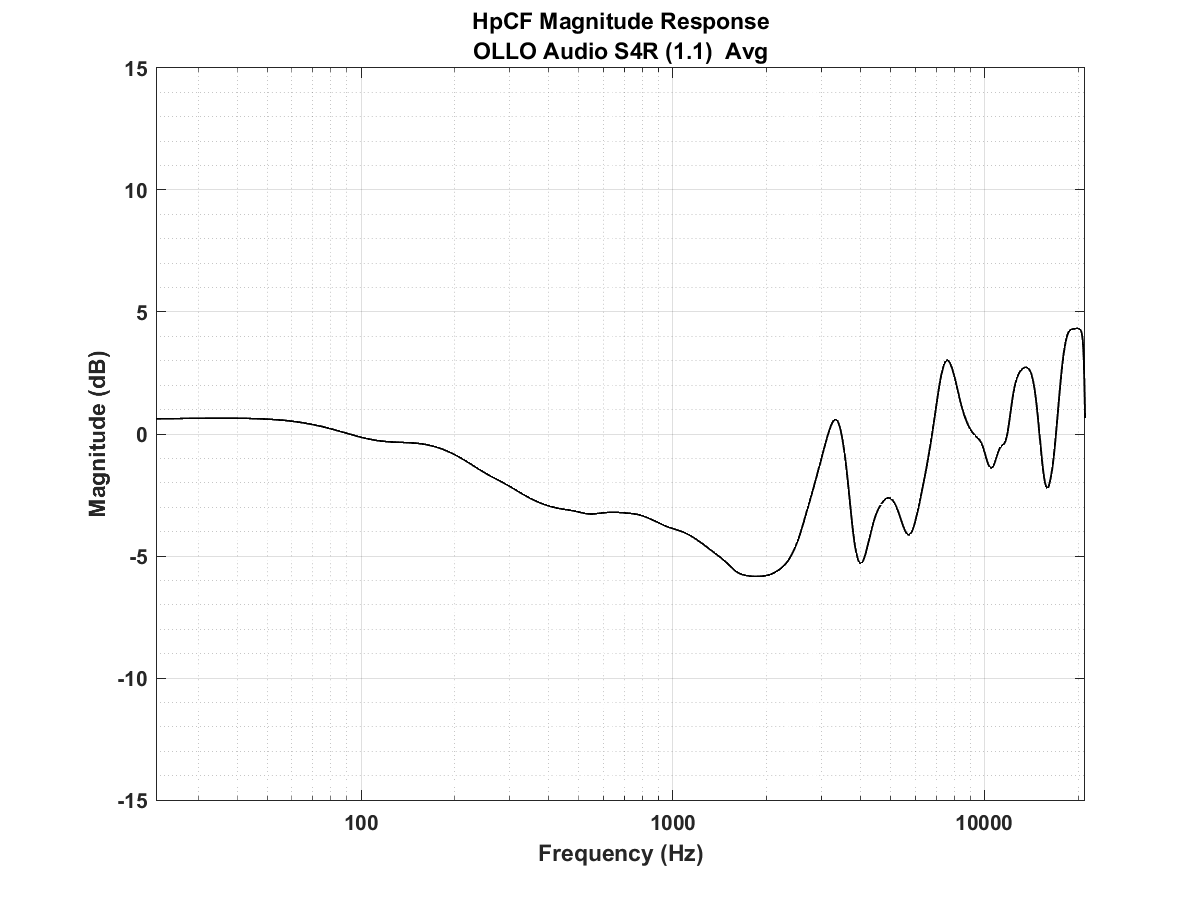 HpCF Magnitude Response
OLLO Audio S4R (1.1)  Avg
15
10
5
0
-5
-10
-15
Magnitude (dB)
100
1000
10000
Frequency (Hz)